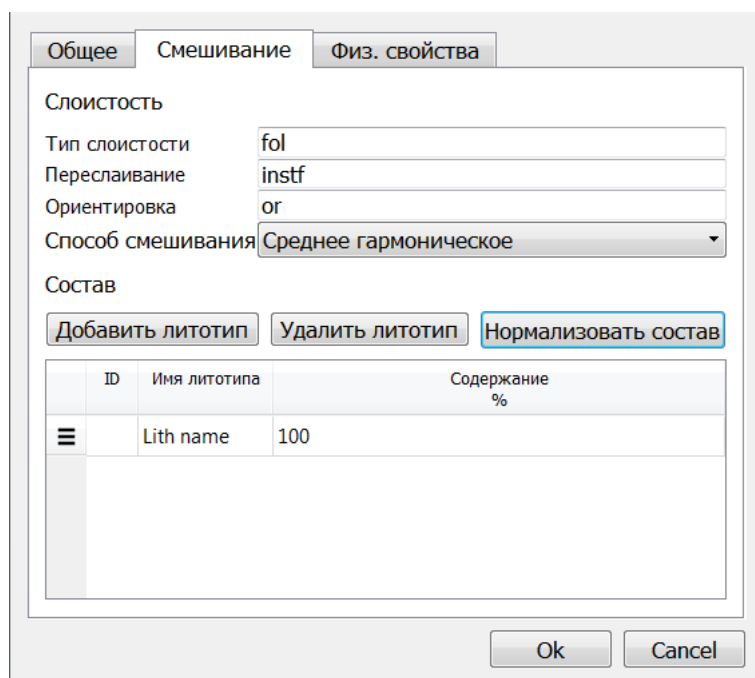 Общее Смешивание Физ. свойства
Слоистость
Тип слоистости fol
Переслаивание instf
Ориентировка or
Способ смешивания Среднее гармоническое
Состав
Добавить литотип Удалить литотип Нормализовать состав
ID Имя литотипа Содержание
%
Lith name 100
Ok Cancel